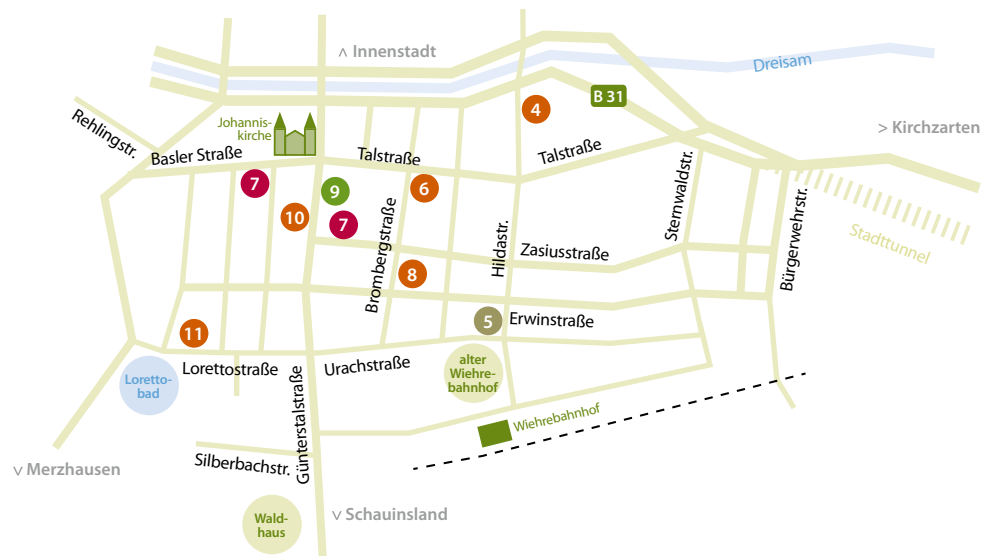 ˄ Innenstadt
Dreisam
B 31
4
> Kirchzarten
Rehlingstr.
Johannis-
kirche
Basler Straße
Talstraße
Talstraße
7
9
6
10
7
Brombergstraße
Hildastr.
Sternwaldstr.
Bürgerwehrstr.
Stadttunnel
Zasiusstraße
8
11
5
Erwinstraße
Lorettostraße
Urachstraße
alter
Wiehre-
bahnhof
Loretto-
bad
Günterstalstraße
Wiehrebahnhof
Silberbachstr.
˅ Merzhausen
˅ Schauinsland
Wald-
haus